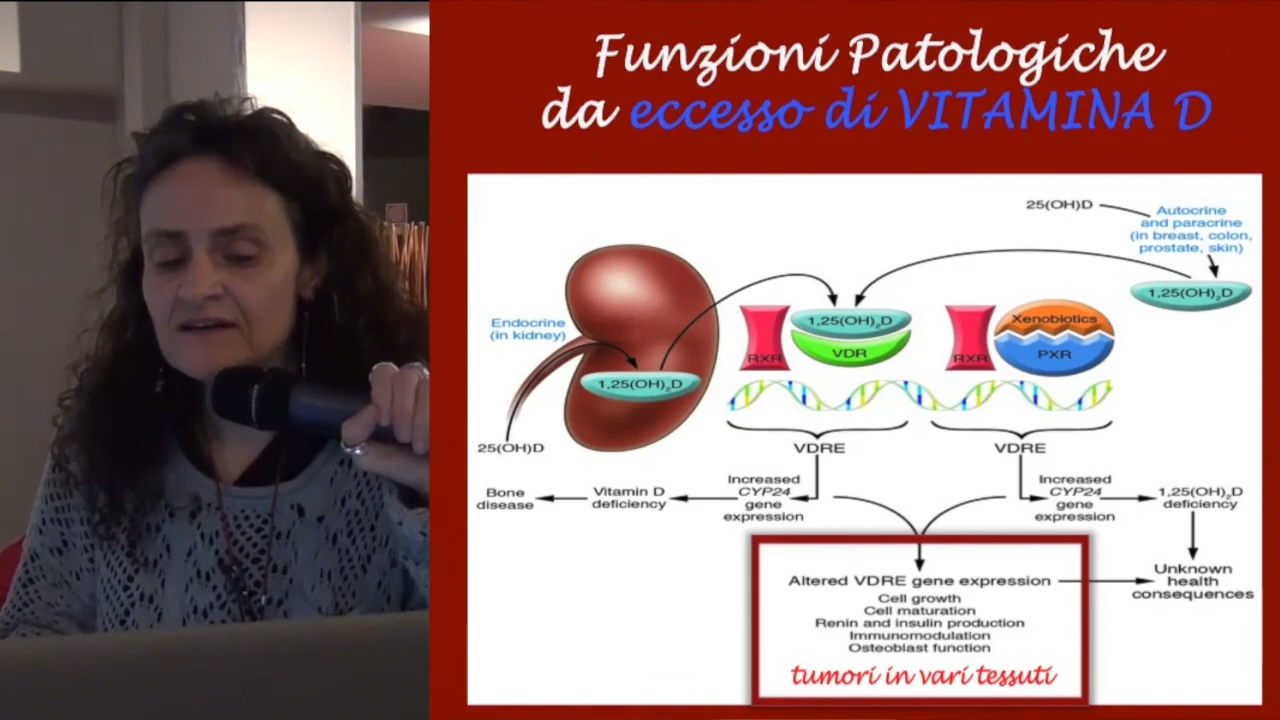 Funzioni Patologiche
da eccesso di VITAMINA D
25(OH)D
Autocrine
and paracrine
(in breast, colon,
prostate, skin)
1,25(OH)₂D
Endocrine
(in kidney)
1,25(OH)₂D
25(OH)D
RXR
1,25(OH)₂D
VDR
RXR
Xenobiotics
PXR
VDRE
VDRE
Bone
disease
Vitamin D
deficiency
Increased
CYP24
gene
expression
Increased
CYP24
gene
expression
1,25(OH)₂D
deficiency
Altered VDRE gene expression
Cell growth
Cell maturation
Renin and insulin production
Immunomodulation
Osteoblast function
tumori in vari tessuti
Unknown
health
consequences